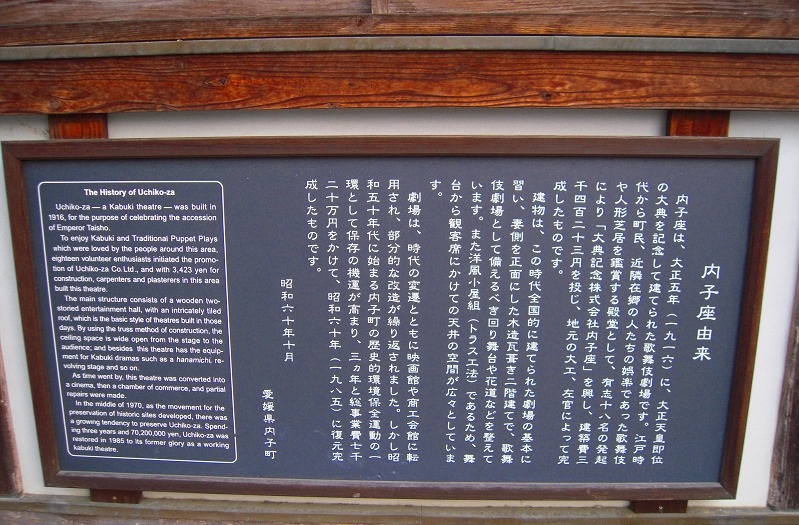 The History of Uchiko-za
Uchiko-za — a Kabuki theatre — was built in
1916, for the purpose of celebrating the accession
of Emperor Taisho.
To enjoy Kabuki and Traditional Puppet Plays
which were loved by the people around this area,
eighteen volunteer enthusiasts initiated the promo-
tion of Uchiko-za Co.Ltd., and with 3,423 yen for
construction, carpenters and plasterers in this area
built this theatre.
The main structure consists of a wooden two-
storied entertainment hall, with an intricately tiled
roof, which is the basic style of theatres built in those
days. By using the truss method of construction, the
ceiling space is wide open from the stage to the
audience; and besides this theatre has the equip-
ment for Kabuki dramas such as a hanamichi, re-
volving stage and so on.
As time went by, this theatre was converted into
a cinema, then a chamber of commerce, and partial
repairs were made.
In the middle of 1970, as the movement for the
preservation of historic sites developed, there was
a growing tendency to preserve Uchiko-za. Spend-
ing three years and 70,200,000 yen, Uchiko-za was
restored in 1985 to its former glory as a working
kabuki theatre.
内子座由来
内子座は、大正五年（一九一六）に、大正天皇即位
の大典を記念して建てられた歌舞伎劇場です。江戸時
代から町民、近隣在郷の人たちの娯楽であった歌舞伎
や人形芝居を鑑賞する殿堂として、有志十八名の発起
により「大典記念株式会社内子座」を興し、建築費三
千四百二十三円を投じ、地元の大工、左官によって完
成したものです。
建物は、この時代全国的に建てられた劇場の基本に
習い、妻側を正面にした木造瓦葺き二階建てで、歌舞
伎劇場として備えるべき回り舞台や花道などを整えて
います。また洋風小屋組（トラス工法）であるため、舞
台から観客席にかけての天井の空間が広々としていま
す。
劇場は、時代の変遷とともに映画館や商工会館に転
用され、部分的な改造が繰り返されました。しかし昭
和五十年代に始まる内子町の歴史的環境保全運動の一
環として保存の機運が高まり、三ヵ年と総事業費七千
二十万円をかけて、昭和六十年（一九八五）に復元完
成したものです。
昭和六十年十月
愛媛県内子町